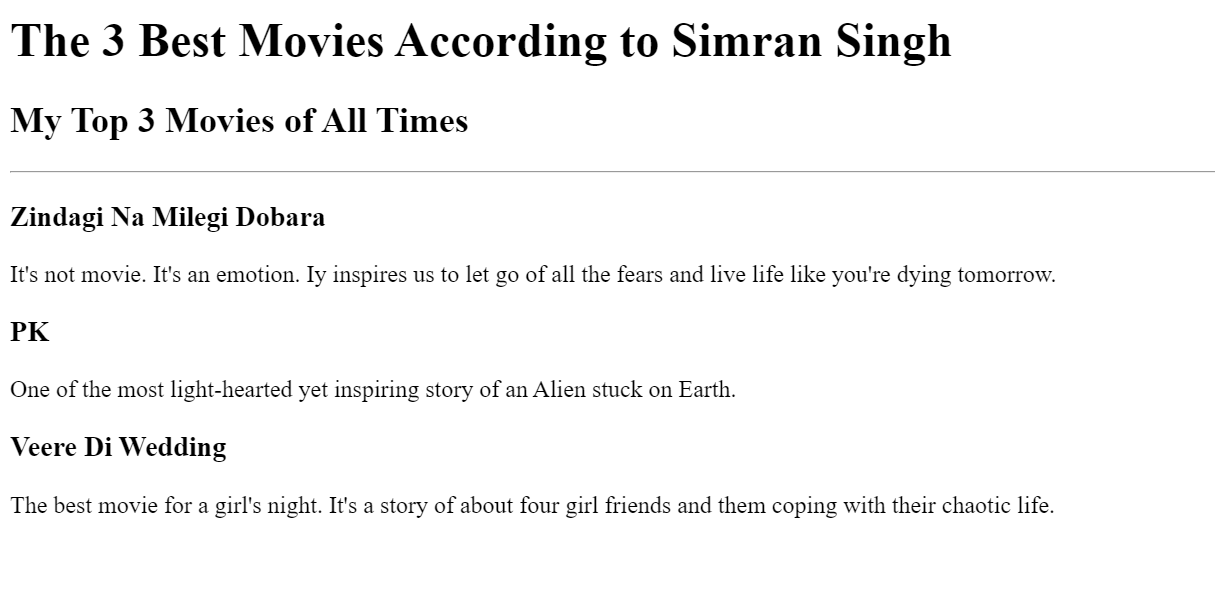 The 3 Best Movies According to Simran Singh
My Top 3 Movies of All Times
Zindagi Na Milegi Dobara
It's not movie. It's an emotion. Iy inspires us to let go of all the fears and live life like you're dying tomorrow.
PK
One of the most light-hearted yet inspiring story of an Alien stuck on Earth.
Veere Di Wedding
The best movie for a girl's night. It's a story of about four girl friends and them coping with their chaotic life.